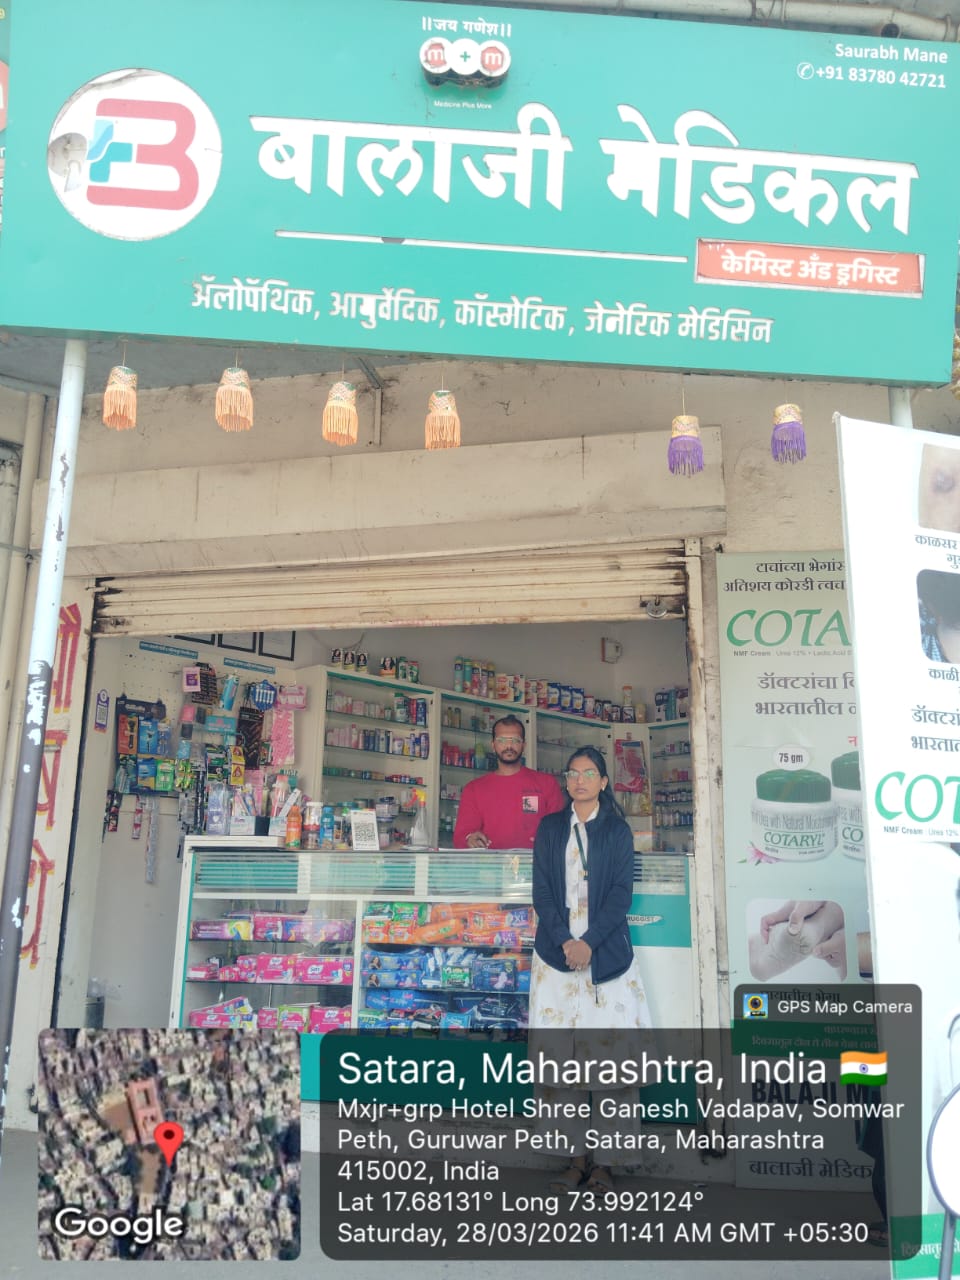 ॥जय गणेश॥
m + m
Medicine Plus More
Saurabh Mane
+91 83780 42721
बालाजी मेडिकल
केमिस्ट अँड ड्रगिस्ट
ॲलोपॅथिक, आयुर्वेदिक, कॉस्मेटिक, जेनेरिक मेडिसिन
टाचांच्या भेगांस
अतिशय कोरडी त्वच
COTA
NMF Cream
डॉक्टरांचा
भारतातील
75 gm
COTARYL
काळसर
काळी
डॉक्टरां
भारता
COT
NMF Cream
UGGIST
BALAJI
बालाजी मेडिक
GPS Map Camera
Satara, Maharashtra, India
Mxjr+grp Hotel Shree Ganesh Vadapav, Somwar
Peth, Guruwar Peth, Satara, Maharashtra
415002, India
Lat 17.68131° Long 73.992124°
Saturday, 28/03/2026 11:41 AM GMT +05:30
Google